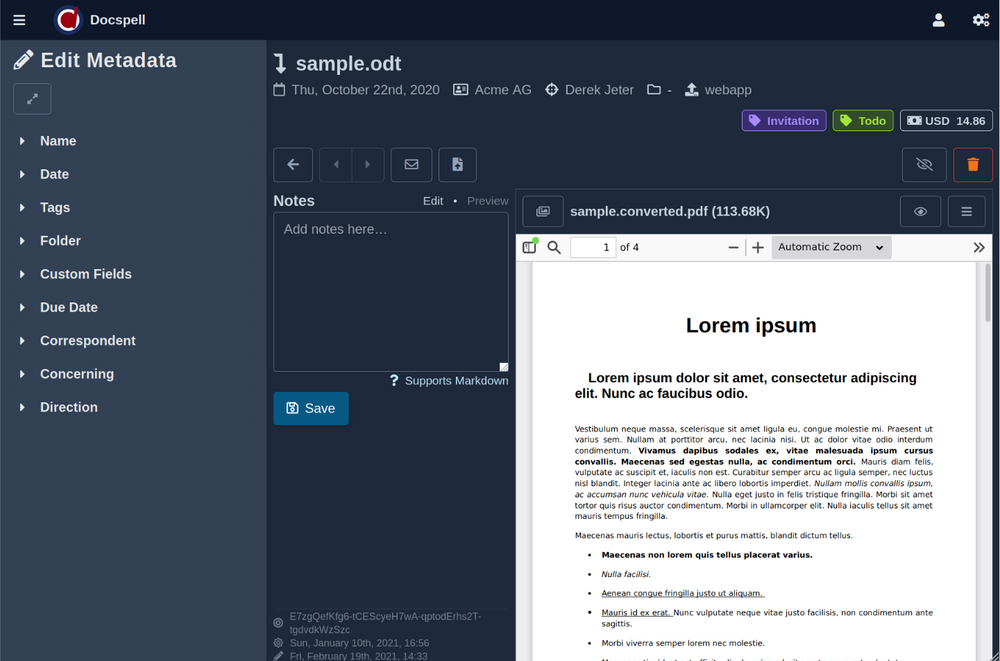 Docspell
Edit Metadata
Name
Date
Tags
Folder
Custom Fields
Due Date
Correspondent
Concerning
Direction
sample.odt
Thu, October 22nd, 2020 Acme AG Derek Jeter - webapp
Invitation Todo USD 14.86
Notes Edit • Preview
Add notes here…
? Supports Markdown
Save
E7zgQefKfg6-tCEScyeH7wA-qptodErhs2T-
tgdvdkWzSzc
Sun, January 10th, 2021, 16:56
Fri, February 19th, 2021, 14:33
sample.converted.pdf (113.68K)
1 of 4 Automatic Zoom
Lorem ipsum
Lorem ipsum dolor sit amet, consectetur adipiscing
elit. Nunc ac faucibus odio.
Vestibulum neque massa, scelerisque sit amet ligula eu, congue molestie mi. Praesent ut
varius sem. Nullam at porttitor arcu, nec lacinia nisi. Ut ac dolor vitae odio interdum
condimentum. Vivamus dapibus sodales ex, vitae malesuada ipsum cursus
convallis. Maecenas sed egestas nulla, ac condimentum orci. Mauris diam felis,
vulputate ac suscipit et, iaculis non est. Curabitur semper arcu ac ligula semper, nec luctus
nisl blandit. Integer lacinia ante ac libero lobortis imperdiet. Nullam mollis convallis ipsum,
ac accumsan nunc vehicula vitae. Nulla eget justo in felis tristique fringilla. Morbi sit amet
tortor quis risus auctor condimentum. Morbi in ullamcorper elit. Nulla iaculis tellus sit amet
mauris tempus fringilla.
Maecenas mauris lectus, lobortis et purus mattis, blandit dictum tellus.
• Maecenas non lorem quis tellus placerat varius.
• Nulla facilisi.
• Aenean congue fringilla justo ut aliquam.
• Mauris id ex erat. Nunc vulputate neque vitae justo facilisis, non condimentum ante
sagittis.
• Morbi viverra semper lorem nec molestie.